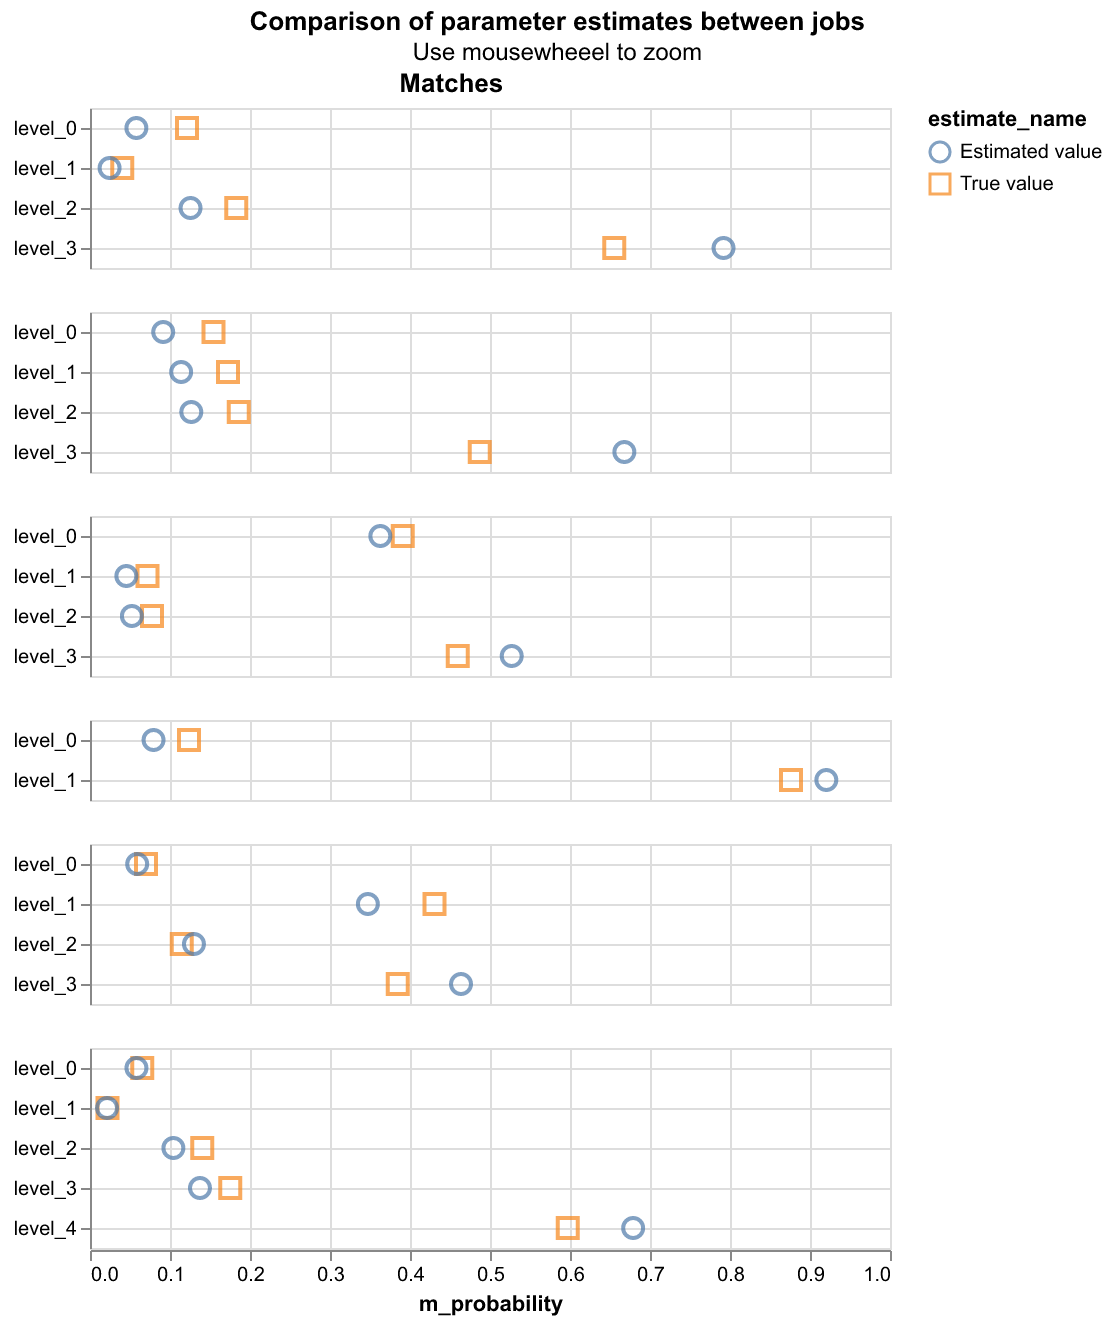 Comparison of parameter estimates between jobs
Use mousewheeel to zoom
Matches
level_0
level_1
level_2
level_3
level_0
level_1
level_2
level_3
level_0
level_1
level_2
level_3
level_0
level_1
level_0
level_1
level_2
level_3
level_0
level_1
level_2
level_3
level_4
0.0 0.1 0.2 0.3 0.4 0.5 0.6 0.7 0.8 0.9 1.0
m_probability
estimate_name
Estimated value
True value